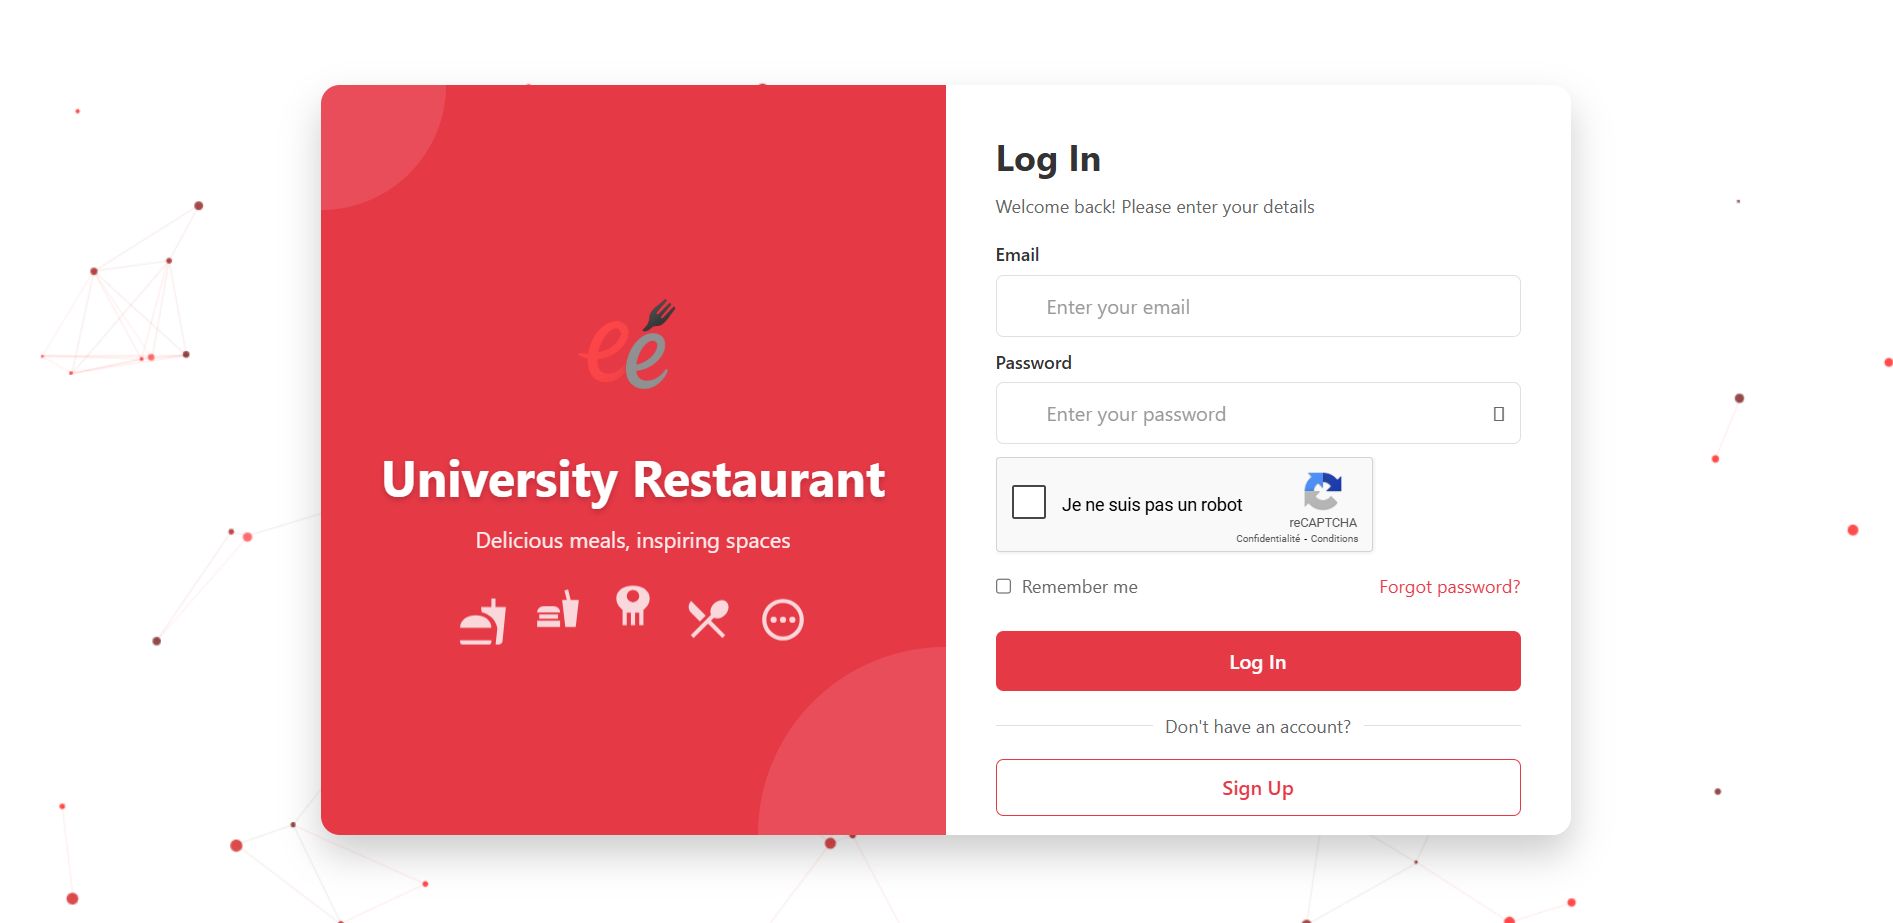 eé
University Restaurant
Delicious meals, inspiring spaces
Log In
Welcome back! Please enter your details
Email
Enter your email
Password
Enter your password
Je ne suis pas un robot
reCAPTCHA
Confidentialité - Conditions
Remember me
Forgot password?
Log In
Don't have an account?
Sign Up